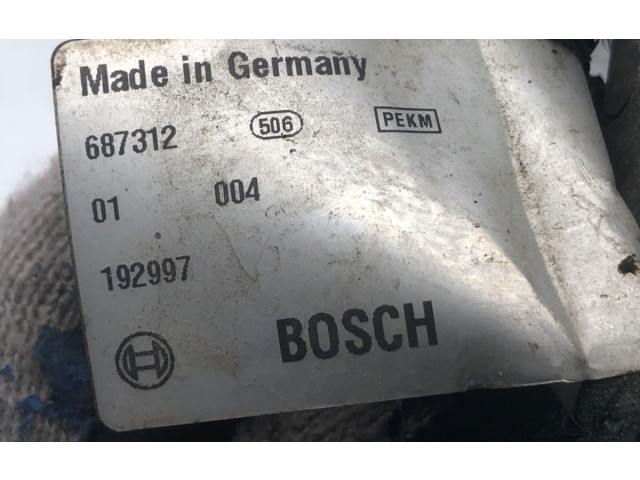 Made in Germany
687312 506 PEKM
01 004
192997
BOSCH